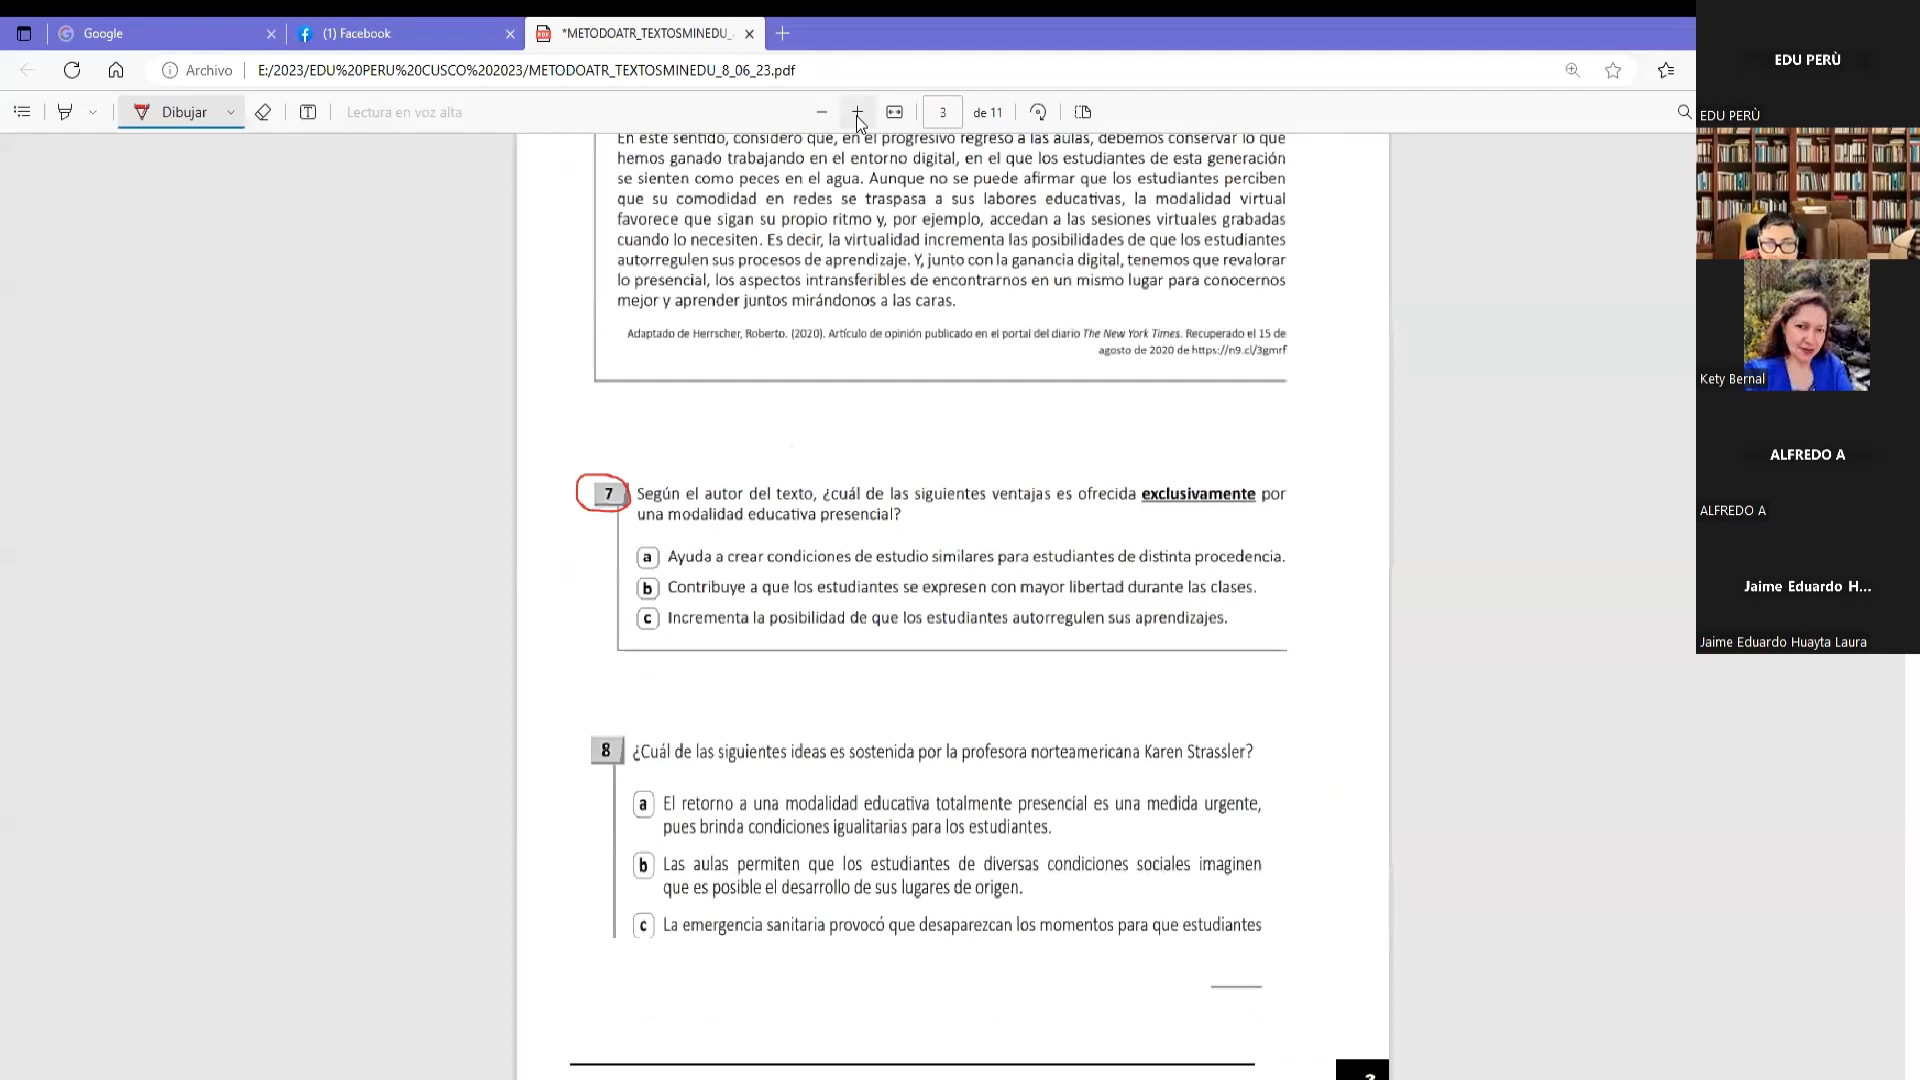 Google
(1) Facebook
*METODOATR_TEXTOSMINEDU_
Archivo
E:/2023/EDU%20PERU%20CUSCO%202023/METODOATR_TEXTOSMINEDU_8_06_23.pdf
Dibujar
Lectura en voz alta
3
de 11
En este sentido, considero que, en el progresivo regreso a las aulas, debemos conservar lo que
hemos ganado trabajando en el entorno digital, en el que los estudiantes de esta generación
se sienten como peces en el agua. Aunque no se puede afirmar que los estudiantes perciben
que su comodidad en redes se traspasa a sus labores educativas, la modalidad virtual
favorece que sigan su propio ritmo y, por ejemplo, accedan a las sesiones virtuales grabadas
cuando lo necesiten. Es decir, la virtualidad incrementa las posibilidades de que los estudiantes
autorregulen sus procesos de aprendizaje. Y, junto con la ganancia digital, tenemos que revalorar
lo presencial, los aspectos intransferibles de encontrarnos en un mismo lugar para conocernos
mejor y aprender juntos mirándonos a las caras.
Adaptado de Herrscher, Roberto. (2020). Artículo de opinión publicado en el portal del diario The New York Times. Recuperado el 15 de
agosto de 2020 de https://n9.cl/3gmrf
7 Según el autor del texto, ¿cuál de las siguientes ventajas es ofrecida exclusivamente por
una modalidad educativa presencial?
a Ayuda a crear condiciones de estudio similares para estudiantes de distinta procedencia.
b Contribuye a que los estudiantes se expresen con mayor libertad durante las clases.
c Incrementa la posibilidad de que los estudiantes autorregulen sus aprendizajes.
8 ¿Cuál de las siguientes ideas es sostenida por la profesora norteamericana Karen Strassler?
a El retorno a una modalidad educativa totalmente presencial es una medida urgente,
pues brinda condiciones igualitarias para los estudiantes.
b Las aulas permiten que los estudiantes de diversas condiciones sociales imaginen
que es posible el desarrollo de sus lugares de origen.
c La emergencia sanitaria provocó que desaparezcan los momentos para que estudiantes
EDU PERÙ
EDU PERÙ
Kety Bernal
ALFREDO A
ALFREDO A
Jaime Eduardo H...
Jaime Eduardo Huayta Laura